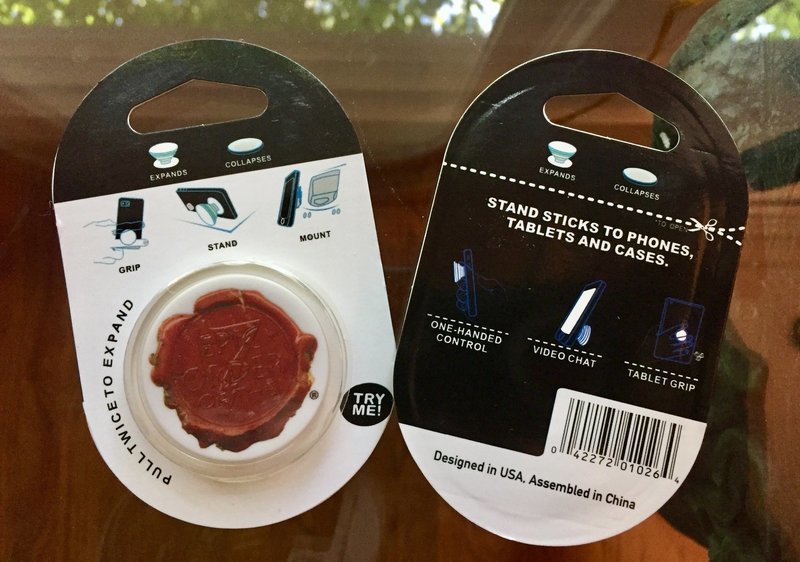 EXPANDS
COLLAPSES
GRIP
STAND
MOUNT
PULL TWICE TO EXPAND
®
TRY
ME!
EXPANDS
COLLAPSES
TO OPEN
STAND STICKS TO PHONES,
TABLETS AND CASES.
ONE-HANDED
CONTROL
VIDEO CHAT
TABLET GRIP
0 42272 01026 4
Designed in USA, Assembled in China